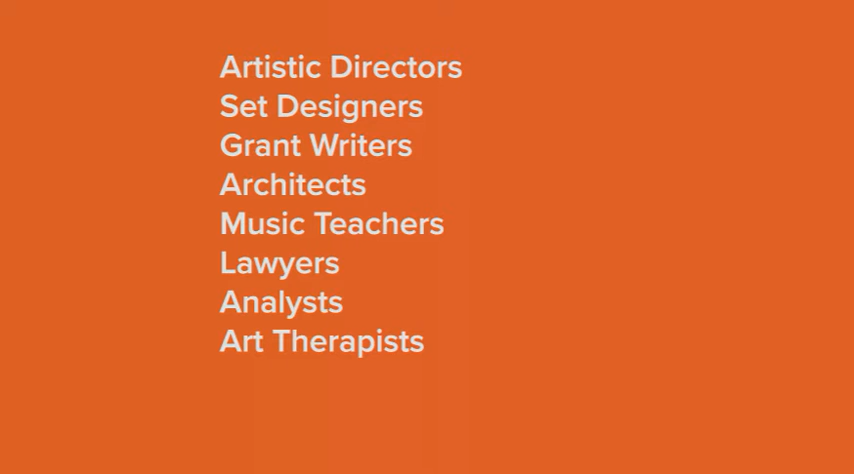 Artistic Directors
Set Designers
Grant Writers
Architects
Music Teachers
Lawyers
Analysts
Art Therapists